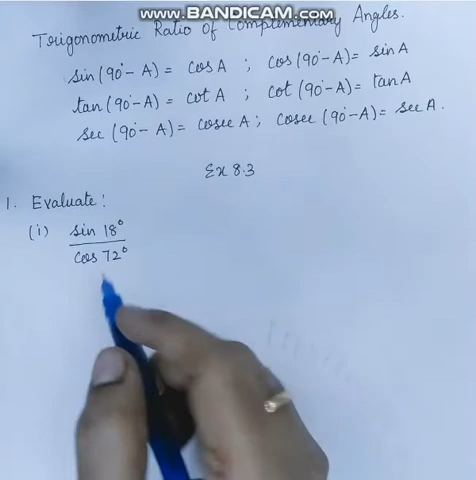 www.BANDICAM.com
Trigonometric Ratio of Complementary Angles.
sin (90° - A) = cos A ; cos (90° - A) = sin A
tan (90° - A) = cot A ; cot (90° - A) = tan A
sec (90° - A) = cosec A ; cosec (90° - A) = sec A .
Ex 8.3
1. Evaluate :
(i) sin 18°
cos 72°